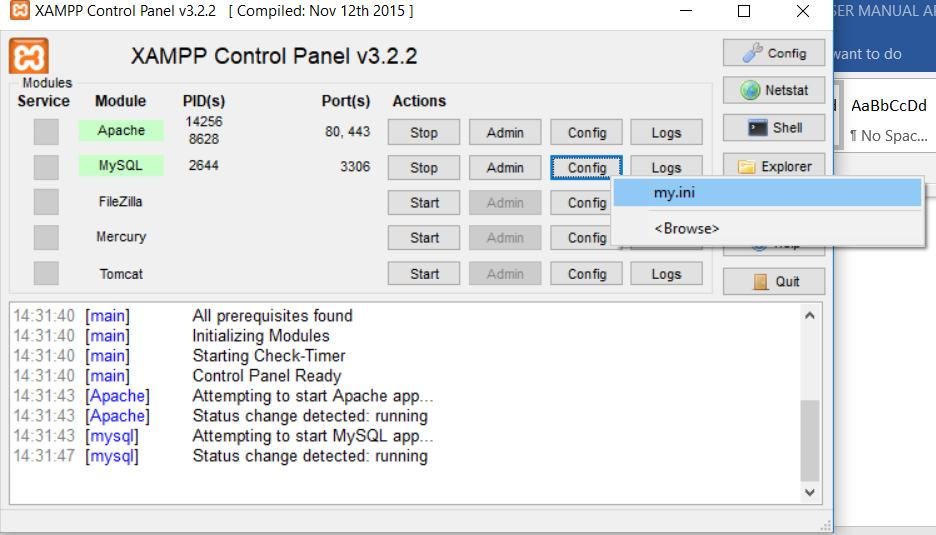 XAMPP Control Panel v3.2.2 [ Compiled: Nov 12th 2015 ]
SER MANUAL AF
want to do
XAMPP Control Panel v3.2.2
Config
Modules
Service Module PID(s) Port(s) Actions
Netstat
AaBbCcDd
Apache 14256 8628 80, 443 Stop Admin Config Logs
Shell
¶ No Spac...
MySQL 2644 3306 Stop Admin Config Logs
Explorer
my.ini
FileZilla Start Admin Config
<Browse>
Mercury Start Admin Config
Help
Tomcat Start Admin Config Logs
Quit
14:31:40 [main] All prerequisites found
14:31:40 [main] Initializing Modules
14:31:40 [main] Starting Check-Timer
14:31:40 [main] Control Panel Ready
14:31:43 [Apache] Attempting to start Apache app...
14:31:43 [Apache] Status change detected: running
14:31:43 [mysql] Attempting to start MySQL app...
14:31:47 [mysql] Status change detected: running